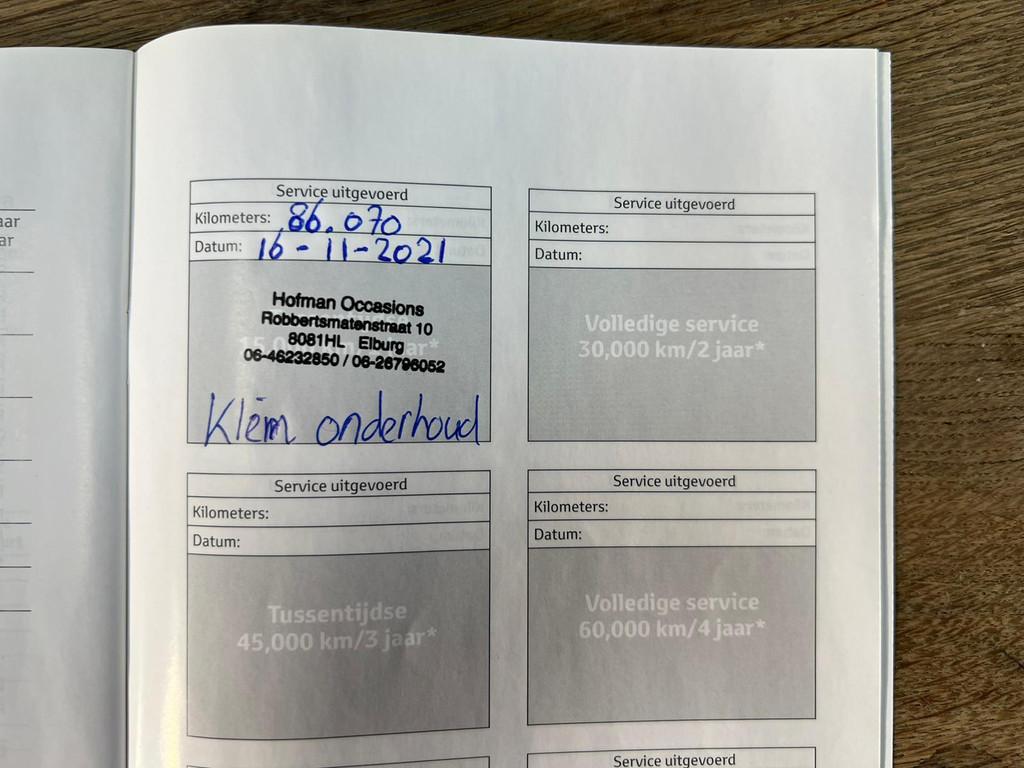 aar
ar
Service uitgevoerd
Kilometers: 86.070
Datum: 16-11-2021
Hofman Occasions
Robbertsmatenstraat 10
8081HL Elburg
06-46232850 / 06-26796052
Klein onderhoud
Service uitgevoerd
Kilometers:
Datum:
Volledige service
30,000 km/2 jaar*
Service uitgevoerd
Kilometers:
Datum:
Tussentijdse
45,000 km/3 jaar*
Service uitgevoerd
Kilometers:
Datum:
Volledige service
60,000 km/4 jaar*
Service uitgevoerd